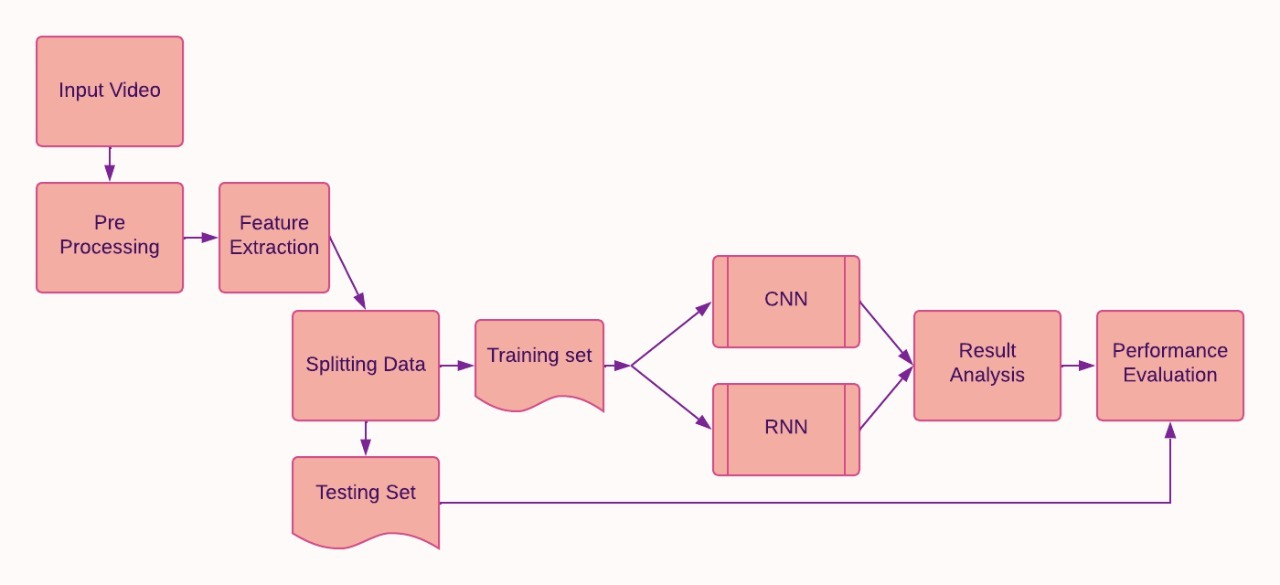 Input Video
Pre
Processing
Feature
Extraction
Splitting Data
Training set
Testing Set
CNN
RNN
Result
Analysis
Performance
Evaluation